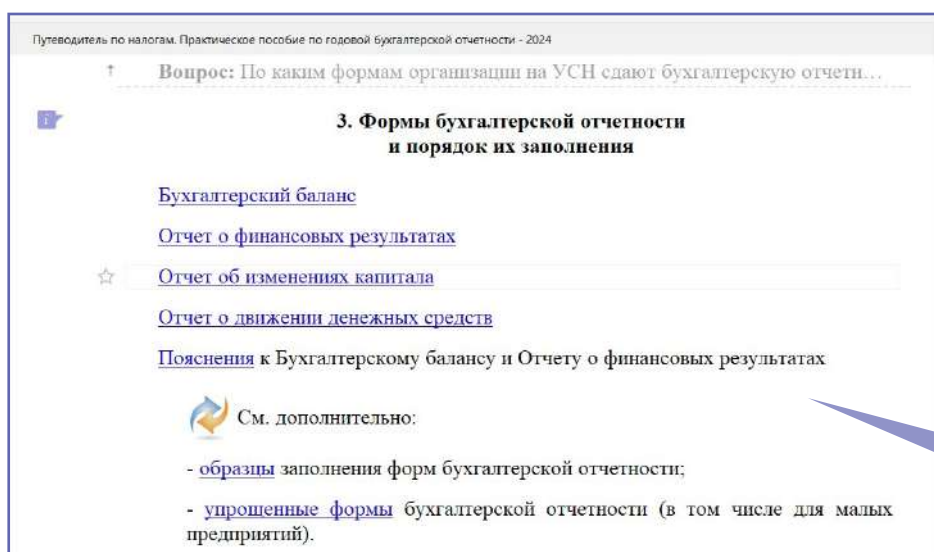 Путеводитель по налогам. Практическое пособие по годовой бухгалтерской отчетности - 2024
Вопрос: По каким формам организации на УСН сдают бухгалтерскую отчетн...
3. Формы бухгалтерской отчетности
и порядок их заполнения
Бухгалтерский баланс
Отчет о финансовых результатах
Отчет об изменениях капитала
Отчет о движении денежных средств
Пояснения к Бухгалтерскому балансу и Отчету о финансовых результатах
См. дополнительно:
- образцы заполнения форм бухгалтерской отчетности;
- упрощенные формы бухгалтерской отчетности (в том числе для малых
предприятий).